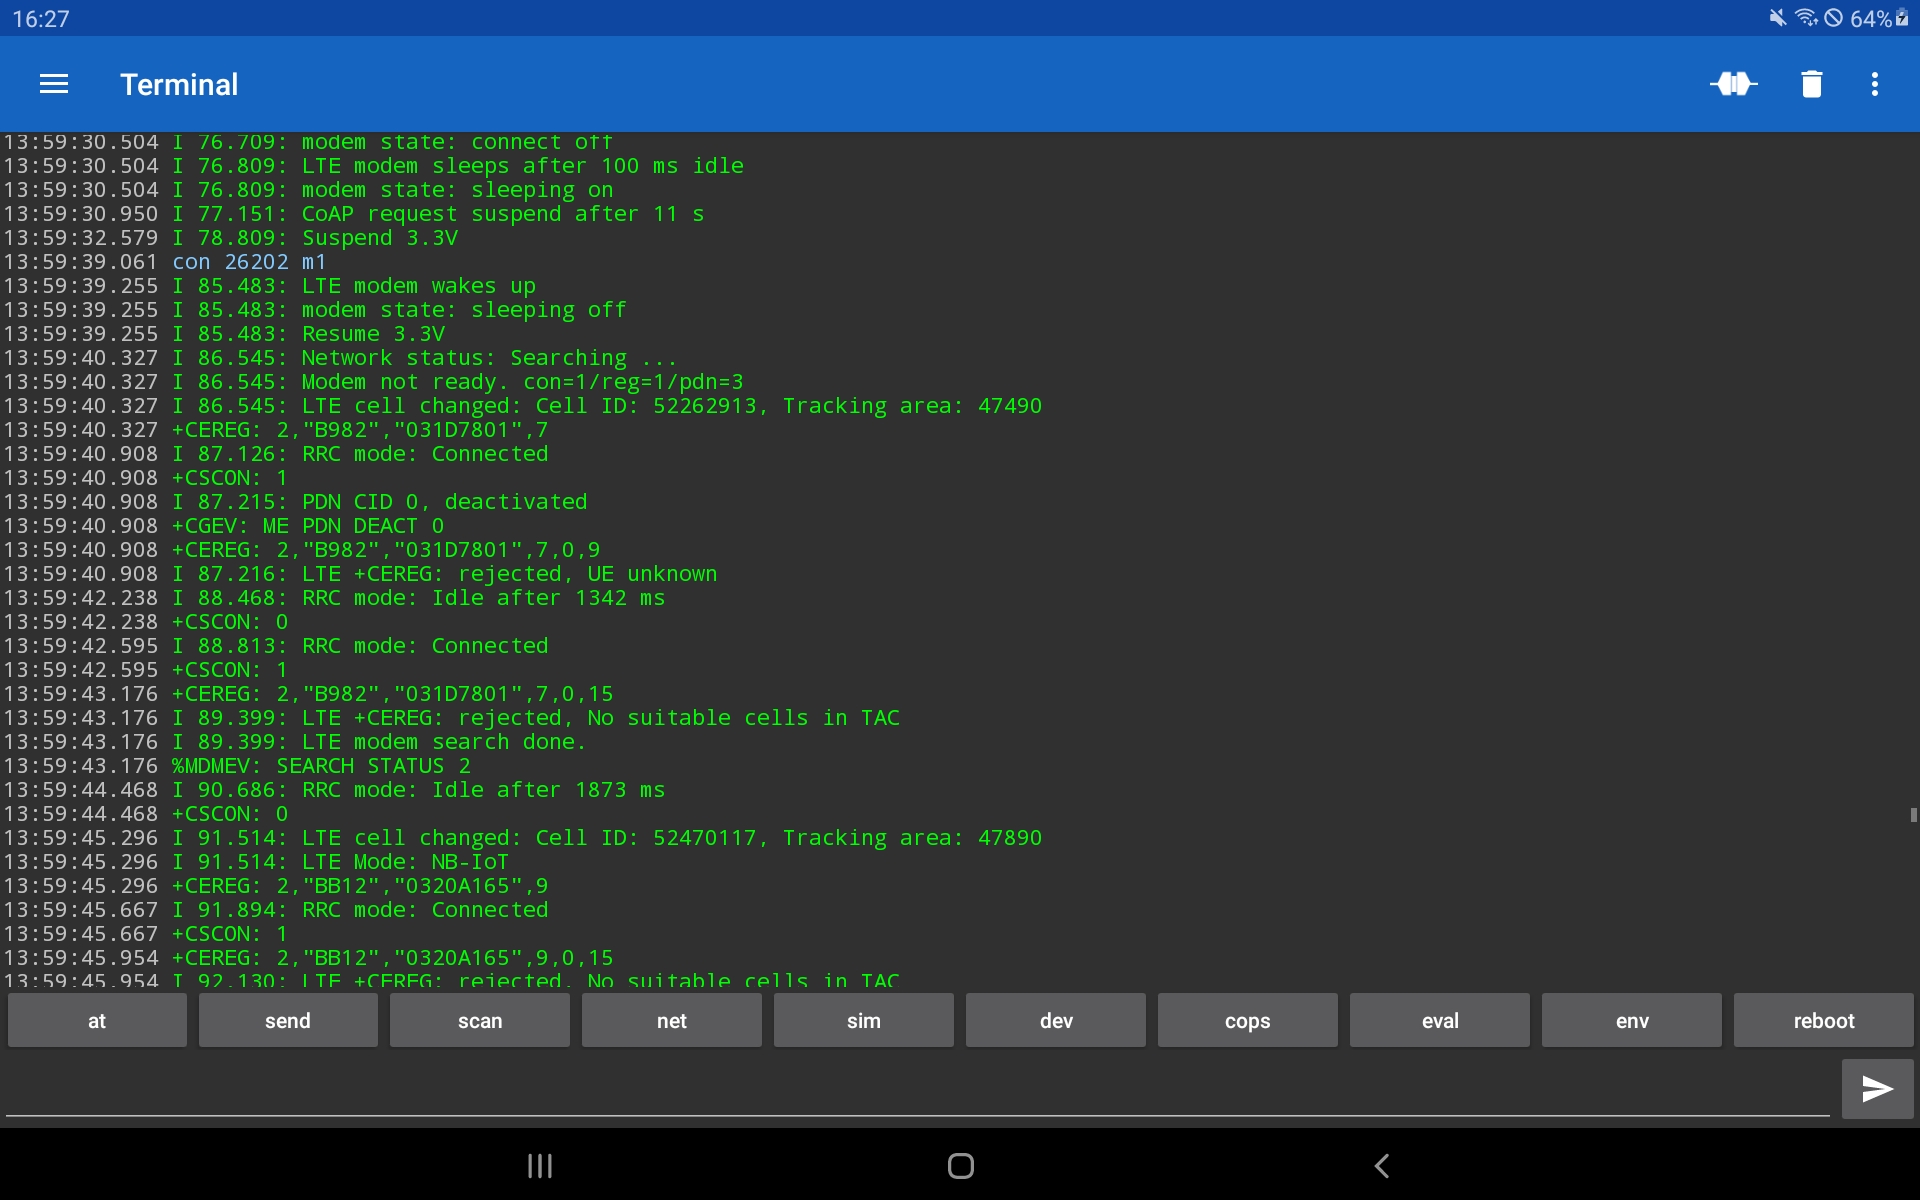 16:27
64%
Terminal
13:59:30.504 I 76.709: modem state: connect off
13:59:30.504 I 76.809: LTE modem sleeps after 100 ms idle
13:59:30.504 I 76.809: modem state: sleeping on
13:59:30.950 I 77.151: CoAP request suspend after 11 s
13:59:32.579 I 78.809: Suspend 3.3V
13:59:39.061 con 26202 m1
13:59:39.255 I 85.483: LTE modem wakes up
13:59:39.255 I 85.483: modem state: sleeping off
13:59:39.255 I 85.483: Resume 3.3V
13:59:40.327 I 86.545: Network status: Searching ...
13:59:40.327 I 86.545: Modem not ready. con=1/reg=1/pdn=3
13:59:40.327 I 86.545: LTE cell changed: Cell ID: 52262913, Tracking area: 47490
13:59:40.327 +CEREG: 2,"B982","031D7801",7
13:59:40.908 I 87.126: RRC mode: Connected
13:59:40.908 +CSCON: 1
13:59:40.908 I 87.215: PDN CID 0, deactivated
13:59:40.908 +CGEV: ME PDN DEACT 0
13:59:40.908 +CEREG: 2,"B982","031D7801",7,0,9
13:59:40.908 I 87.216: LTE +CEREG: rejected, UE unknown
13:59:42.238 I 88.468: RRC mode: Idle after 1342 ms
13:59:42.238 +CSCON: 0
13:59:42.595 I 88.813: RRC mode: Connected
13:59:42.595 +CSCON: 1
13:59:43.176 +CEREG: 2,"B982","031D7801",7,0,15
13:59:43.176 I 89.399: LTE +CEREG: rejected, No suitable cells in TAC
13:59:43.176 I 89.399: LTE modem search done.
13:59:43.176 %MDMEV: SEARCH STATUS 2
13:59:44.468 I 90.686: RRC mode: Idle after 1873 ms
13:59:44.468 +CSCON: 0
13:59:45.296 I 91.514: LTE cell changed: Cell ID: 52470117, Tracking area: 47890
13:59:45.296 I 91.514: LTE Mode: NB-IoT
13:59:45.296 +CEREG: 2,"BB12","0320A165",9
13:59:45.667 I 91.894: RRC mode: Connected
13:59:45.667 +CSCON: 1
13:59:45.954 +CEREG: 2,"BB12","0320A165",9,0,15
13:59:45.954 I 92.130: LTE +CEREG: rejected, No suitable cells in TAC
at send scan net sim dev cops eval env reboot